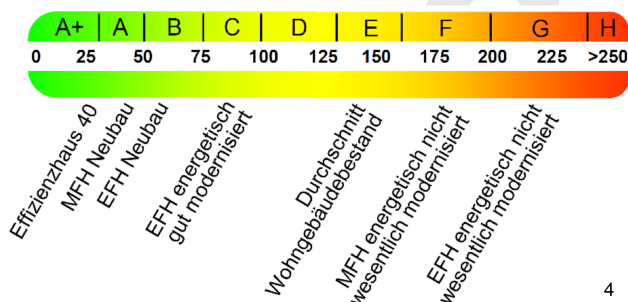 A+ A B C D E F G H
0 25 50 75 100 125 150 175 200 225 >250
Effizienzhaus 40
MFH Neubau
EFH Neubau
EFH energetisch
gut modernisiert
Durchschnitt
Wohngebäudebestand
MFH energetisch nicht
wesentlich modernisiert
EFH energetisch nicht
wesentlich modernisiert
4